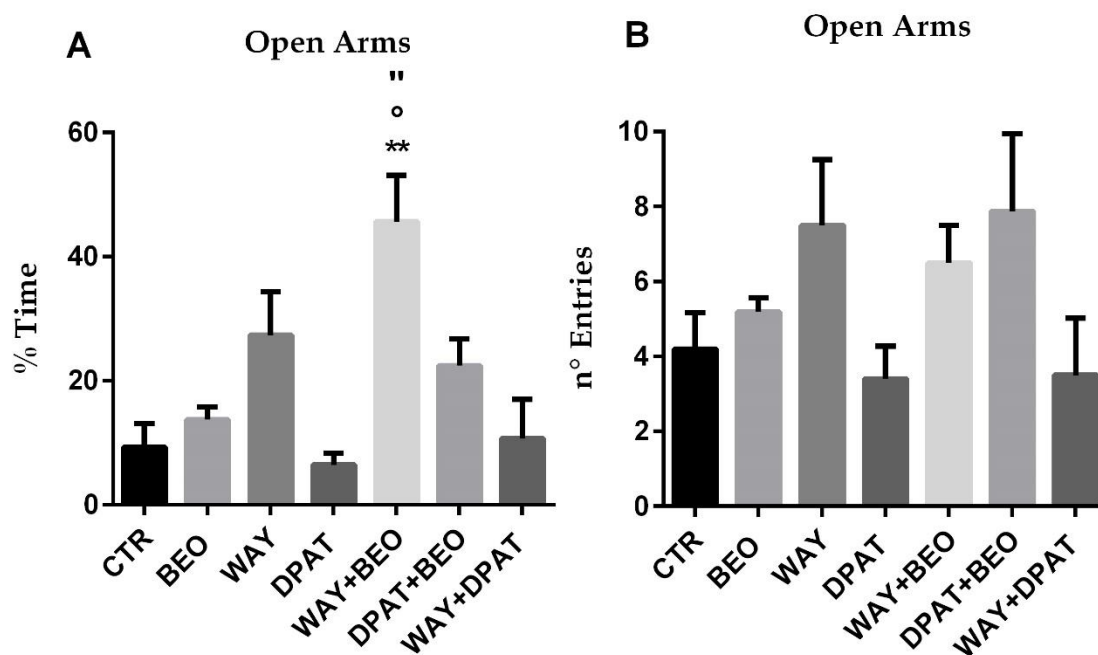 A
Open Arms
"
°
**
% Time
60
40
20
0
CTR
BEO
WAY
DPAT
WAY+BEO
DPAT+BEO
WAY+DPAT
B
Open Arms
n° Entries
10
8
6
4
2
0
CTR
BEO
WAY
DPAT
WAY+BEO
DPAT+BEO
WAY+DPAT